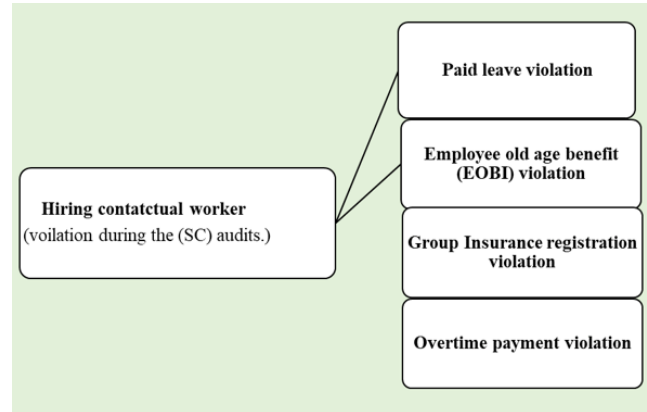 Paid leave violation
Employee old age benefit
(EOBI) violation
Hiring contatctual worker
(voilation during the (SC) audits.)
Group Insurance registration
violation
Overtime payment violation